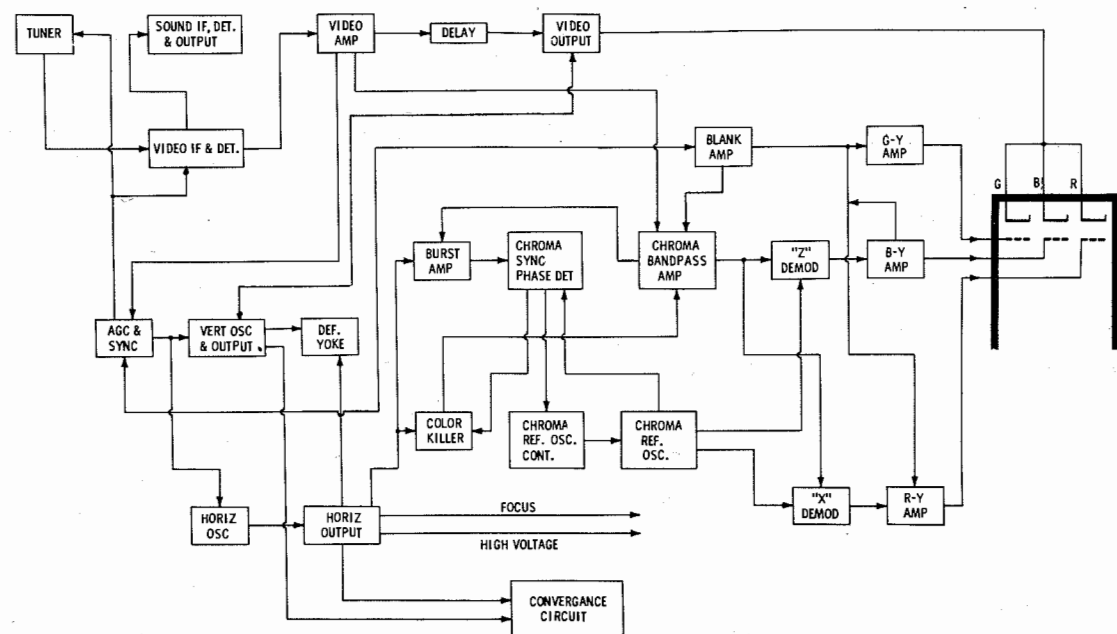 TUNER
SOUND IF, DET.
& OUTPUT
VIDEO
AMP
DELAY
VIDEO
OUTPUT
VIDEO IF & DET.
BLANK
AMP
G-Y
AMP
G
B
R
BURST
AMP
CHROMA
SYNC
PHASE DET
CHROMA
BANDPASS
AMP
"Z"
DEMOD
B-Y
AMP
AGC &
SYNC
VERT OSC
& OUTPUT
DEF.
YOKE
COLOR
KILLER
CHROMA
REF. OSC.
CONT.
CHROMA
REF.
OSC.
"X"
DEMOD
R-Y
AMP
HORIZ
OSC
HORIZ
OUTPUT
FOCUS
HIGH VOLTAGE
CONVERGANCE
CIRCUIT